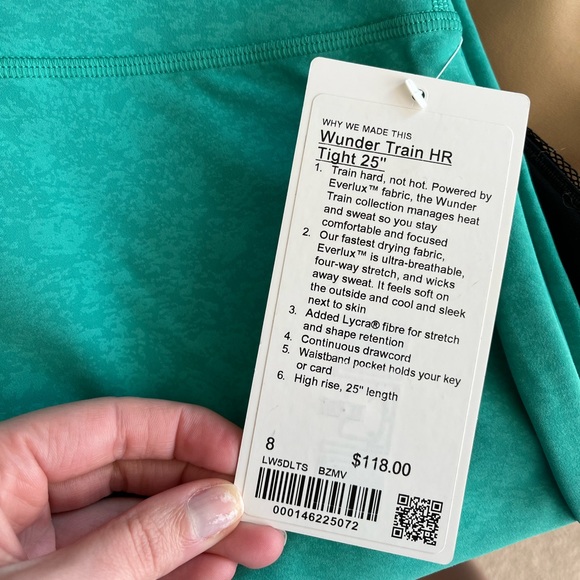 WHY WE MADE THIS
Wunder Train HR
Tight 25"
1. Train hard, not hot. Powered by
Everlux™ fabric, the Wunder
Train collection manages heat
and sweat so you stay
comfortable and focused
2. Our fastest drying fabric,
Everlux™ is ultra-breathable,
four-way stretch, and wicks
away sweat. It feels soft on
the outside and cool and sleek
next to skin
3. Added Lycra® fibre for stretch
and shape retention
4. Continuous drawcord
5. Waistband pocket holds your key
or card
6. High rise, 25" length
8 $118.00
LW5DLTS BZMV
000146225072